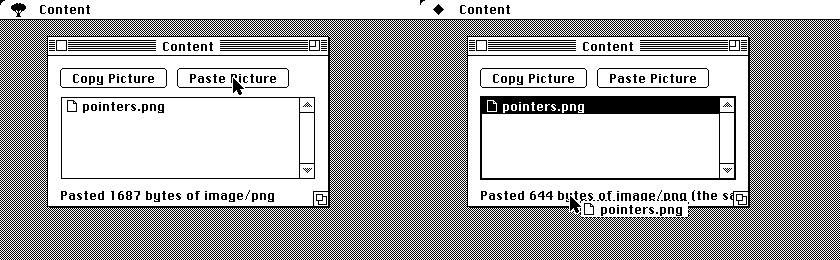 Content
Content
Copy Picture Paste Picture
pointers.png
Pasted 1687 bytes of image/png
Content
Content
Copy Picture Paste Picture
pointers.png
Pasted 644 bytes of image/png (the sa
pointers.png